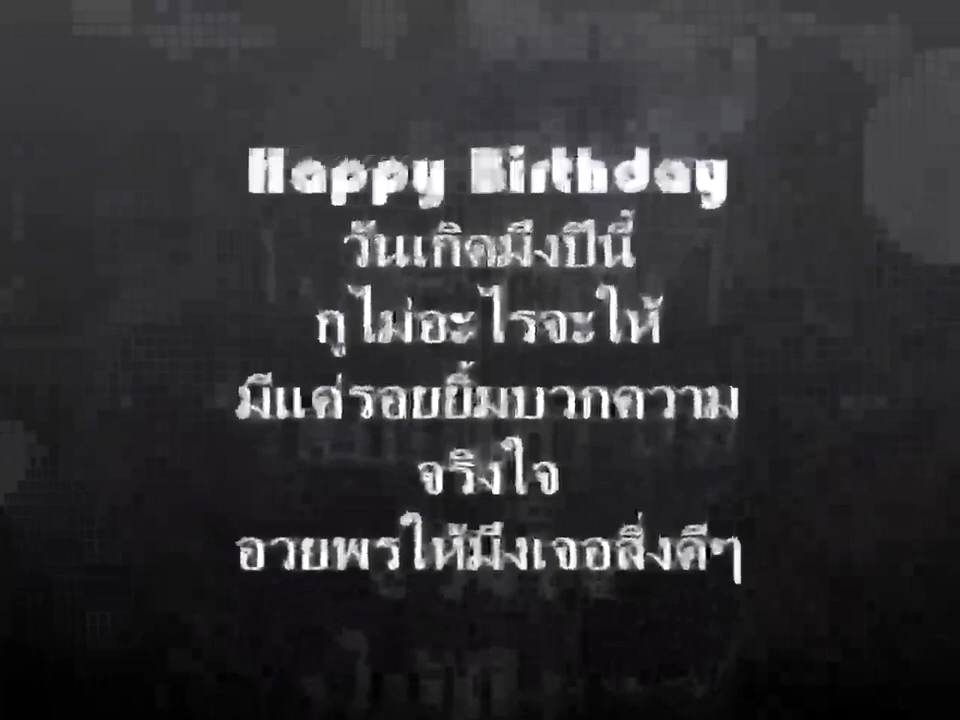 Happy Birthday
วันเกิดมึงปีนี้
กูไม่อะไรจะให้
มีแค่รอยยิ้มบวกความ
จริงใจ
อวยพรให้มึงเจอสิ่งดีๆ